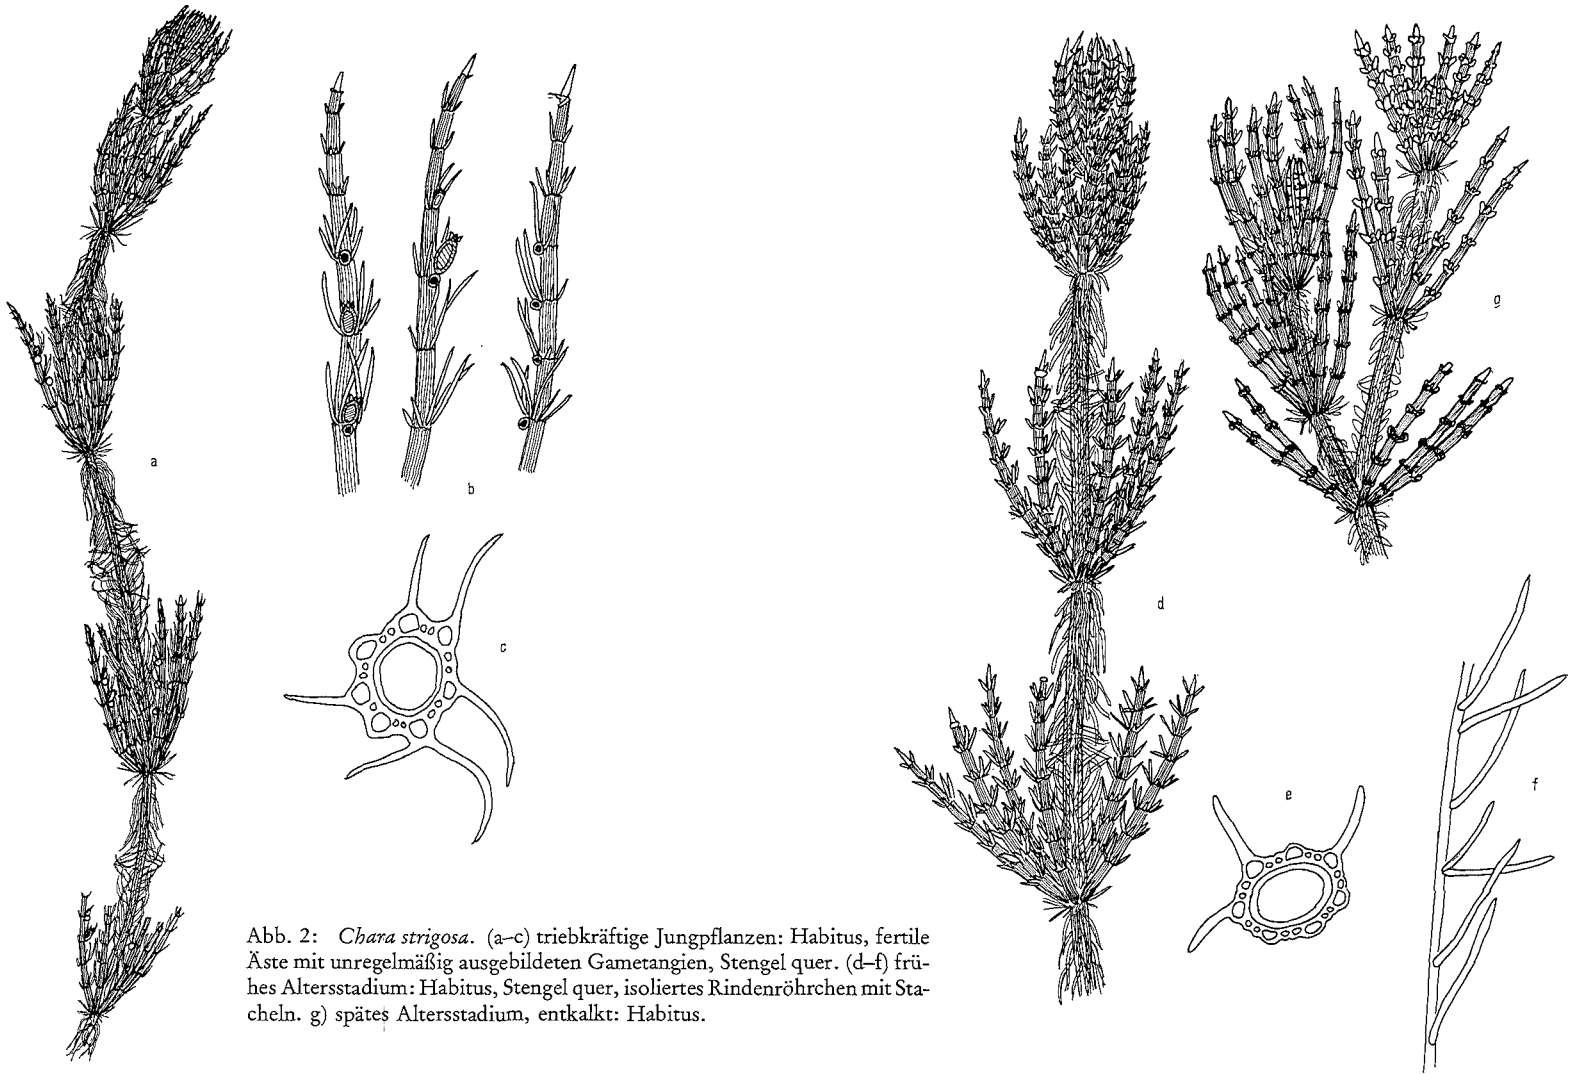 a
b
c
d
e
f
g
Abb. 2: Chara strigosa. (a–c) triebkräftige Jungpflanzen: Habitus, fertile
Äste mit unregelmäßig ausgebildeten Gametangien, Stengel quer. (d–f) frü-
hes Altersstadium: Habitus, Stengel quer, isoliertes Rindenröhrchen mit Sta-
cheln. g) spätes Altersstadium, entkalkt: Habitus.